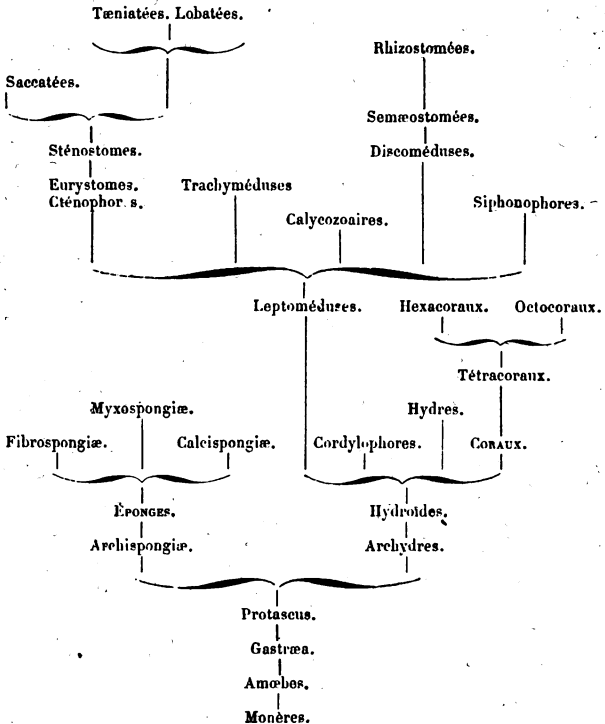 Tæniatées. Lobatées.
Rhizostomées.
Saccatées.
Semæostomées.
Sténostomes.
Discoméduses.
Eurystomes.
Trachyméduses
Cténophor s.
Siphonophores.
Calycozoaires.
Leptoméduses.
Hexacoraux. Octocoraux.
Tétracoraux.
Myxospongiæ.
Hydres.
Fibrospongiæ. Calcispongiæ. Cordylophores. CORAUX.
ÉPONGES.
Hydroïdes.
Archispongiæ.
Archydres.
Protascus.
Gastræa.
Amœbes.
Monères.